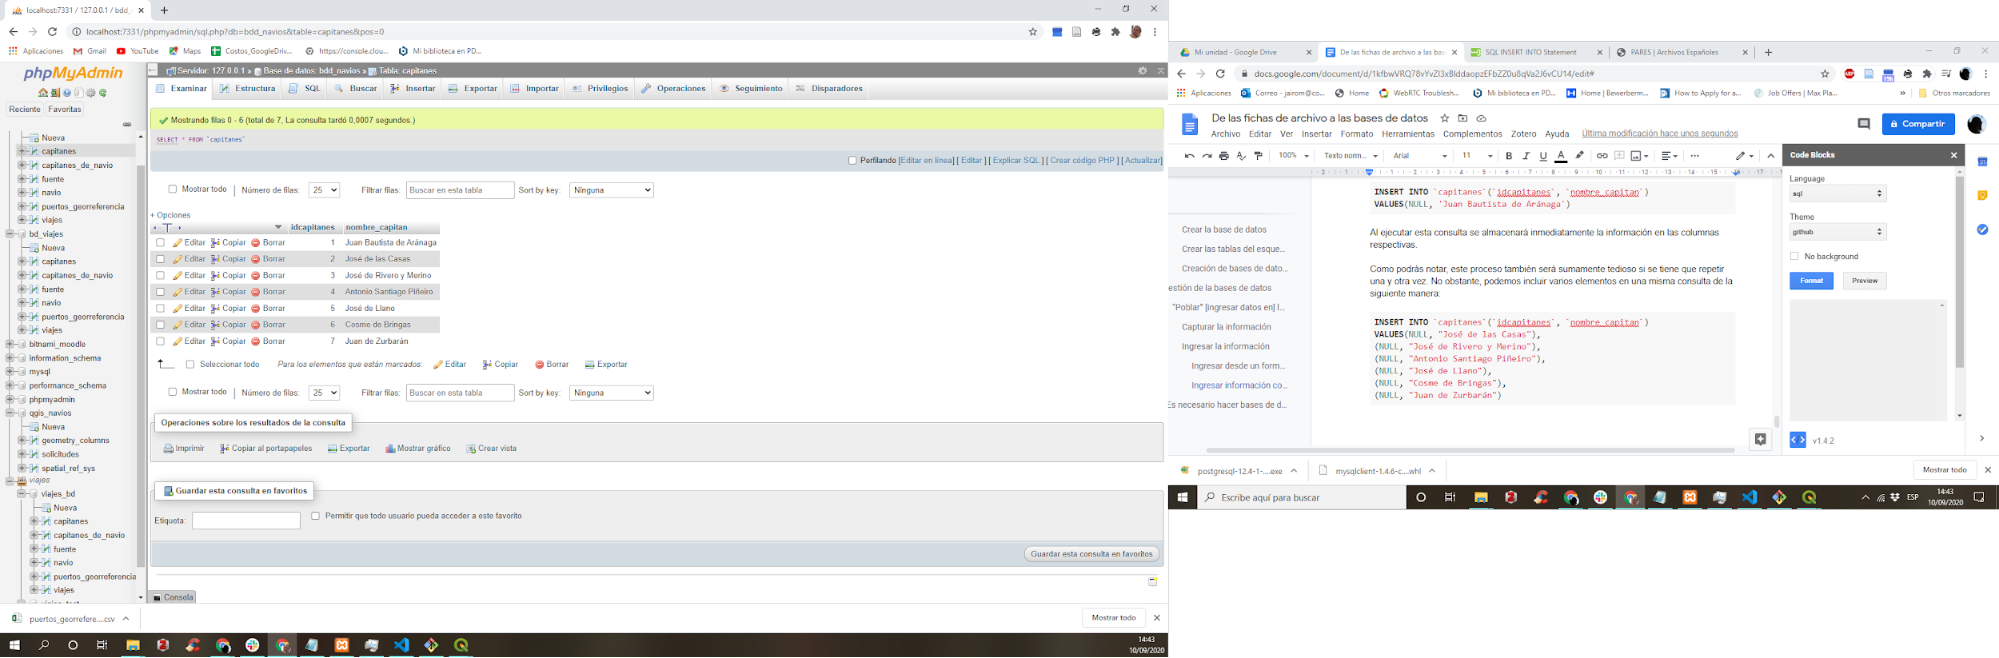 localhost:7331 / 127.0.0.1 / bdd_
localhost:7331/phpmyadmin/sql.php?db=bdd_navios&table=capitanes&pos=0
Aplicaciones Gmail YouTube Maps Costos_GoogleDriv... https://console.clou... Mi biblioteca en PD...
phpMyAdmin
Reciente Favoritas
Nueva
capitanes
capitanes_de_navio
fuente
navio
puertos_georreferencia
viajes
bd_viajes
Nueva
capitanes
capitanes_de_navio
fuente
navio
puertos_georreferencia
viajes
bitnami_moodle
information_schema
mysql
performance_schema
phpmyadmin
qgis_navios
Nueva
geometry_columns
solicitudes
spatial_ref_sys
viajes
viajes_bd
Nueva
capitanes
capitanes_de_navio
fuente
navio
puertos_georreferencia
viajes
Servidor: 127.0.0.1 » Base de datos: bdd_navios » Tabla: capitanes
Examinar Estructura SQL Buscar Insertar Exportar Importar Privilegios Operaciones Seguimiento Disparadores
Mostrando filas 0 - 6 (total de 7, La consulta tardó 0,0007 segundos.)
SELECT * FROM `capitanes`
Perfilando [Editar en línea] [ Editar ] [ Explicar SQL ] [ Crear código PHP ] [ Actualizar]
Mostrar todo | Número de filas: 25 Filtrar filas: Buscar en esta tabla Sort by key: Ninguna
+ Opciones
idcapitanes nombre_capitan
Editar Copiar Borrar 1 Juan Bautista de Aránaga
Editar Copiar Borrar 2 José de las Casas
Editar Copiar Borrar 3 José de Rivero y Merino
Editar Copiar Borrar 4 Antonio Santiago Piñeiro
Editar Copiar Borrar 5 José de Llano
Editar Copiar Borrar 6 Cosme de Bringas
Editar Copiar Borrar 7 Juan de Zurbarán
Seleccionar todo Para los elementos que están marcados: Editar Copiar Borrar Exportar
Mostrar todo | Número de filas: 25 Filtrar filas: Buscar en esta tabla Sort by key: Ninguna
Operaciones sobre los resultados de la consulta
Imprimir Copiar al portapapeles Exportar Mostrar gráfico Crear vista
Guardar esta consulta en favoritos
Etiqueta: Permitir que todo usuario pueda acceder a este favorito
Guardar esta consulta en favoritos
Consola
puertos_georrefere....csv
Mostrar todo
14:43
10/09/2020
Mi unidad - Google Drive De las fichas de archivo a las bas SQL INSERT INTO Statement PARES | Archivos Españoles
Aplicaciones Correo - jairom@co... Home WebRTC Troublesh... Mi biblioteca en PD... Home | Bewerberm... How to Apply for a... Job Offers | Max Pla... » Otros marcadores
De las fichas de archivo a las bases de datos
Archivo Editar Ver Insertar Formato Herramientas Complementos Zotero Ayuda Última modificación hace unos segundos
Compartir
100% Texto norm... Arial 11 B I U A
Crear la base de datos
Crear las tablas del esque...
Creación de bases de dato...
estión de la bases de datos
"Poblar" [ingresar datos en] l...
Capturar la información
Ingresar la información
Ingresar desde un form...
Ingresar información co...
Es necesario hacer bases de d...
INSERT INTO `capitanes`(`idcapitanes`, `nombre_capitan`)
VALUES(NULL, 'Juan Bautista de Aránaga')
Al ejecutar esta consulta se almacenará inmediatamente la información en las columnas
respectivas.
Como podrás notar, este proceso también será sumamente tedioso si se tiene que repetir
una y otra vez. No obstante, podemos incluir varios elementos en una misma consulta de la
siguiente manera:
INSERT INTO `capitanes`(`idcapitanes`, `nombre_capitan`)
VALUES(NULL, "José de las Casas"),
(NULL, "José de Rivero y Merino"),
(NULL, "Antonio Santiago Piñeiro"),
(NULL, "José de Llano"),
(NULL, "Cosme de Bringas"),
(NULL, "Juan de Zurbarán")
Code Blocks
Language
sql
Theme
github
No background
Format Preview
v1.4.2
postgresql-12.4-1-....exe mysqlclient-1.4.6-c....whl
Mostrar todo
Escribe aquí para buscar
ESP
14:43
10/09/2020